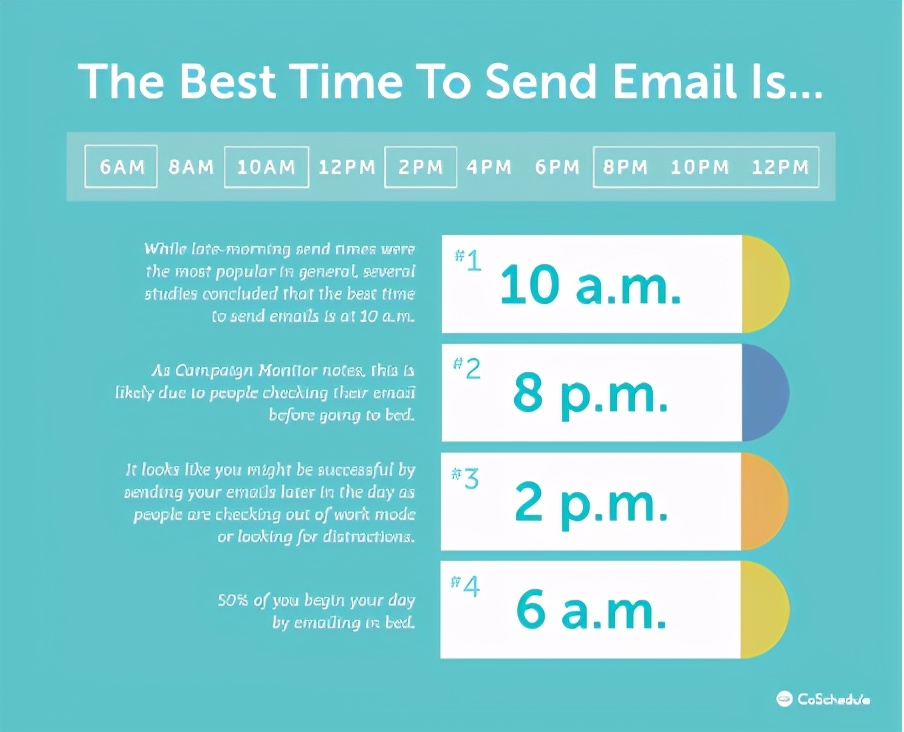 The Best Time To Send Email Is...
6AM 8AM 10AM 12PM 2PM 4PM 6PM 8PM 10PM 12PM
While late-morning send times were
the most popular in general, several
studies concluded that the best time
to send emails is at 10 a.m.
#1
10 a.m.
As Campaign Monitor notes, this is
likely due to people checking their email
before going to bed.
#2
8 p.m.
It looks like you might be successful by
sending your emails later in the day as
people are checking out of work mode
or looking for distractions.
#3
2 p.m.
50% of you begin your day
by emailing in bed.
#4
6 a.m.
CoSchedule